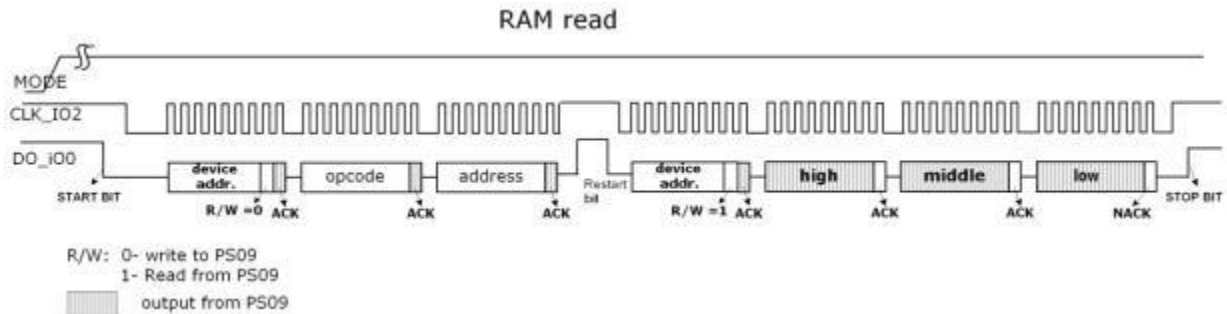 RAM read
MODE
CLK_IO2
DO_iO0
START BIT
device
addr.
R/W =0
ACK
opcode
ACK
address
ACK
Restart
bit
device
addr.
R/W =1
ACK
high
ACK
middle
ACK
low
NACK
STOP BIT
R/W: 0- write to PS09
1- Read from PS09
output from PS09